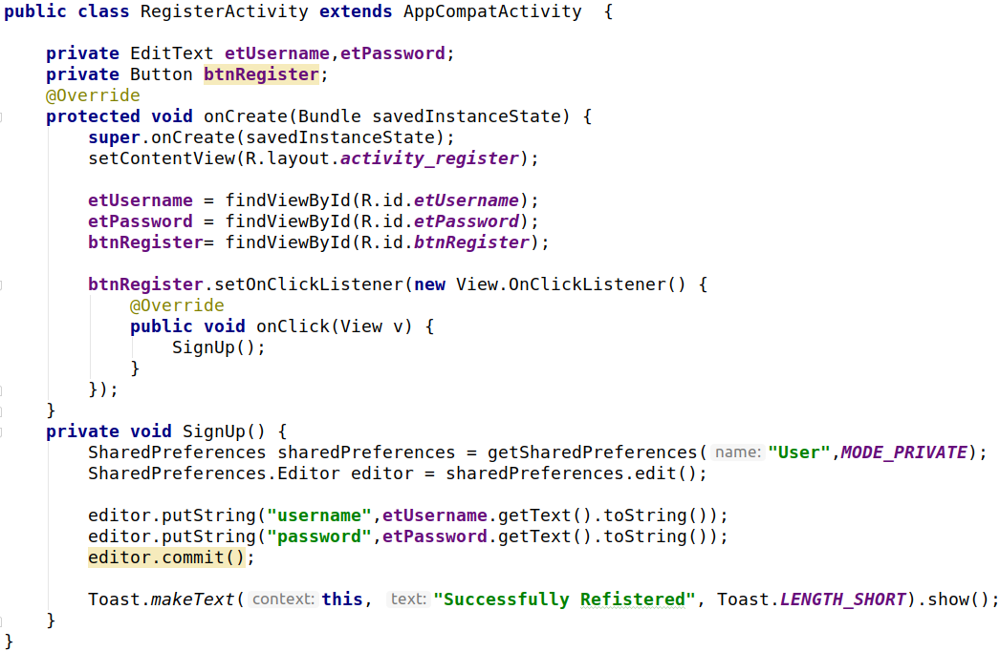 public class RegisterActivity extends AppCompatActivity  {
    private EditText etUsername,etPassword;
    private Button btnRegister;
    @Override
    protected void onCreate(Bundle savedInstanceState) {
        super.onCreate(savedInstanceState);
        setContentView(R.layout.activity_register);
        etUsername = findViewById(R.id.etUsername);
        etPassword = findViewById(R.id.etPassword);
        btnRegister= findViewById(R.id.btnRegister);
        btnRegister.setOnClickListener(new View.OnClickListener() {
            @Override
            public void onClick(View v) {
                SignUp();
            }
        });
    }
    private void SignUp() {
        SharedPreferences sharedPreferences = getSharedPreferences( name: "User",MODE_PRIVATE);
        SharedPreferences.Editor editor = sharedPreferences.edit();
        editor.putString("username",etUsername.getText().toString());
        editor.putString("password",etPassword.getText().toString());
        editor.commit();
        Toast.makeText( context: this,  text: "Successfully Refistered", Toast.LENGTH_SHORT).show();
    }
}